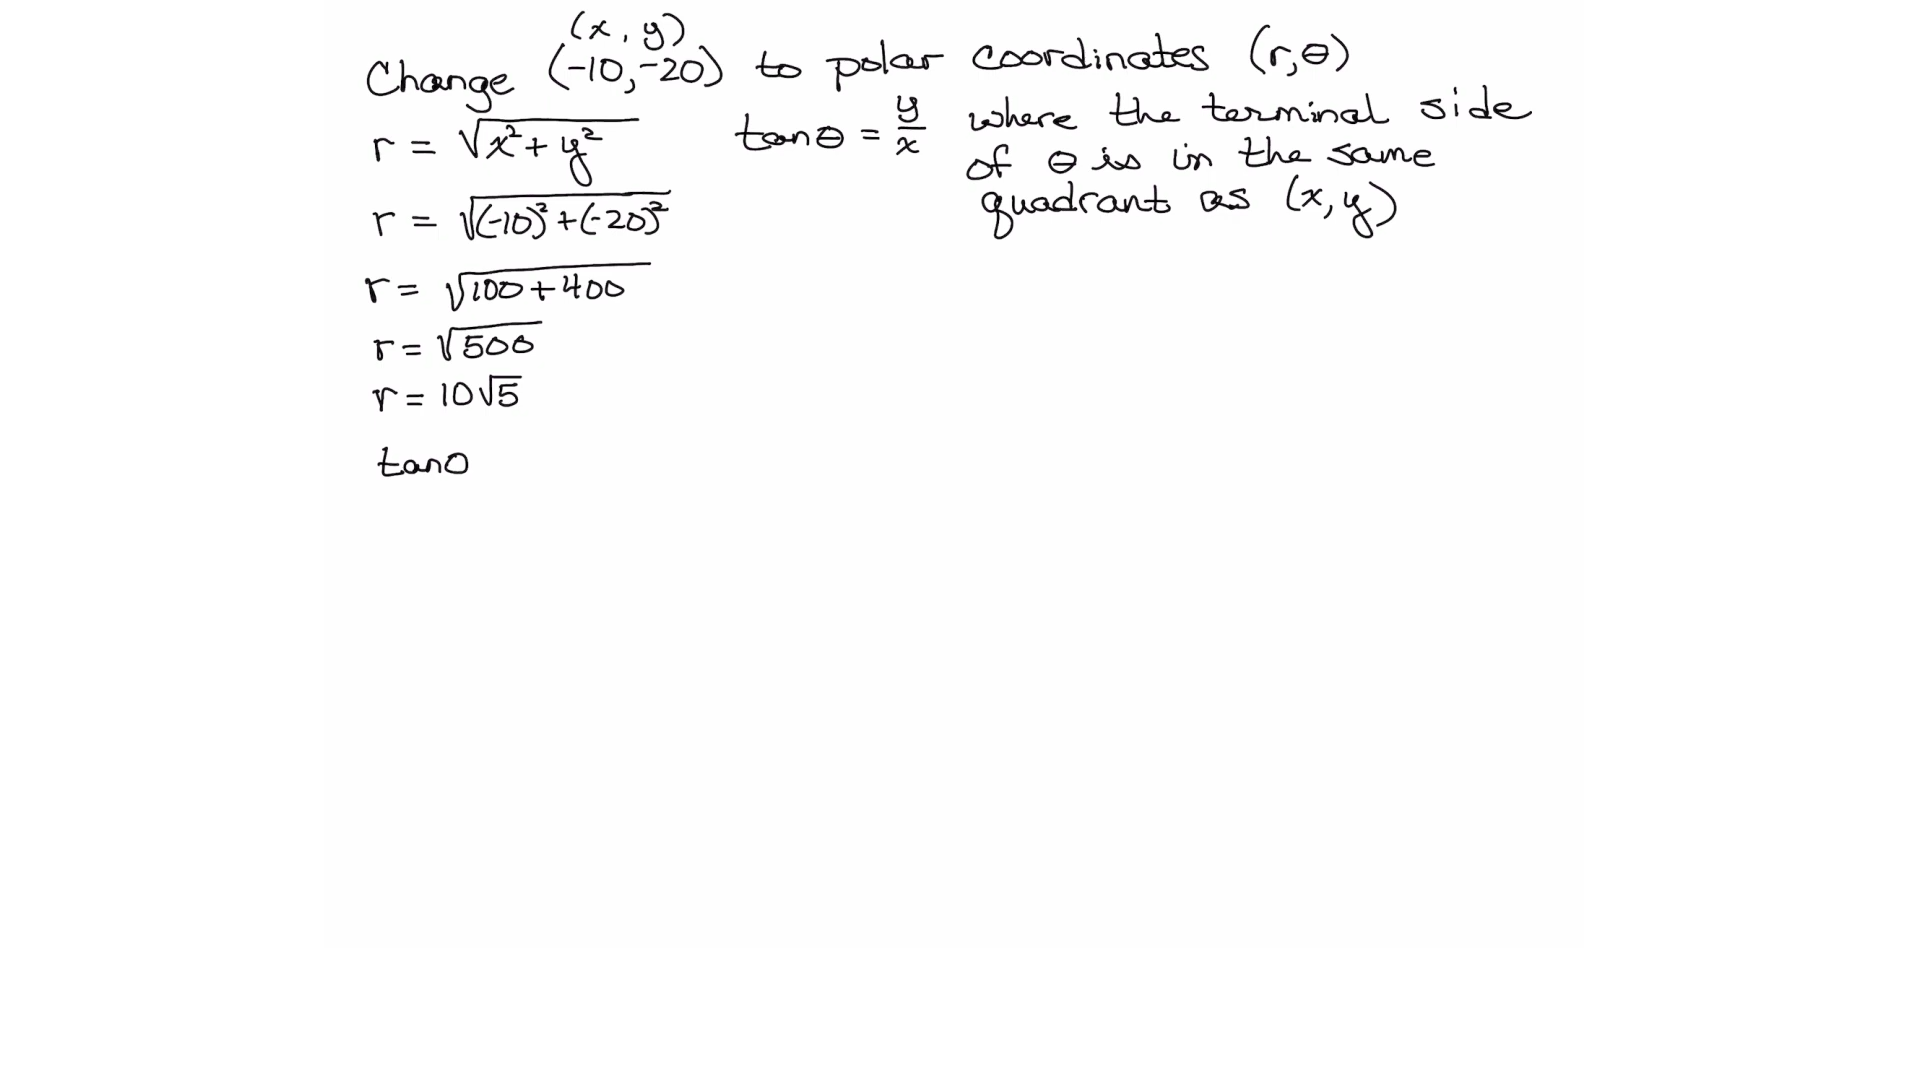 (x, y)
Change (-10,-20) to polar coordinates (r,θ)
r = √x²+y² tanθ = y/x where the terminal side
of θ is in the same
quadrant as (x,y)
r = √(-10)²+(-20)²
r = √100+400
r = √500
r = 10√5
tan0